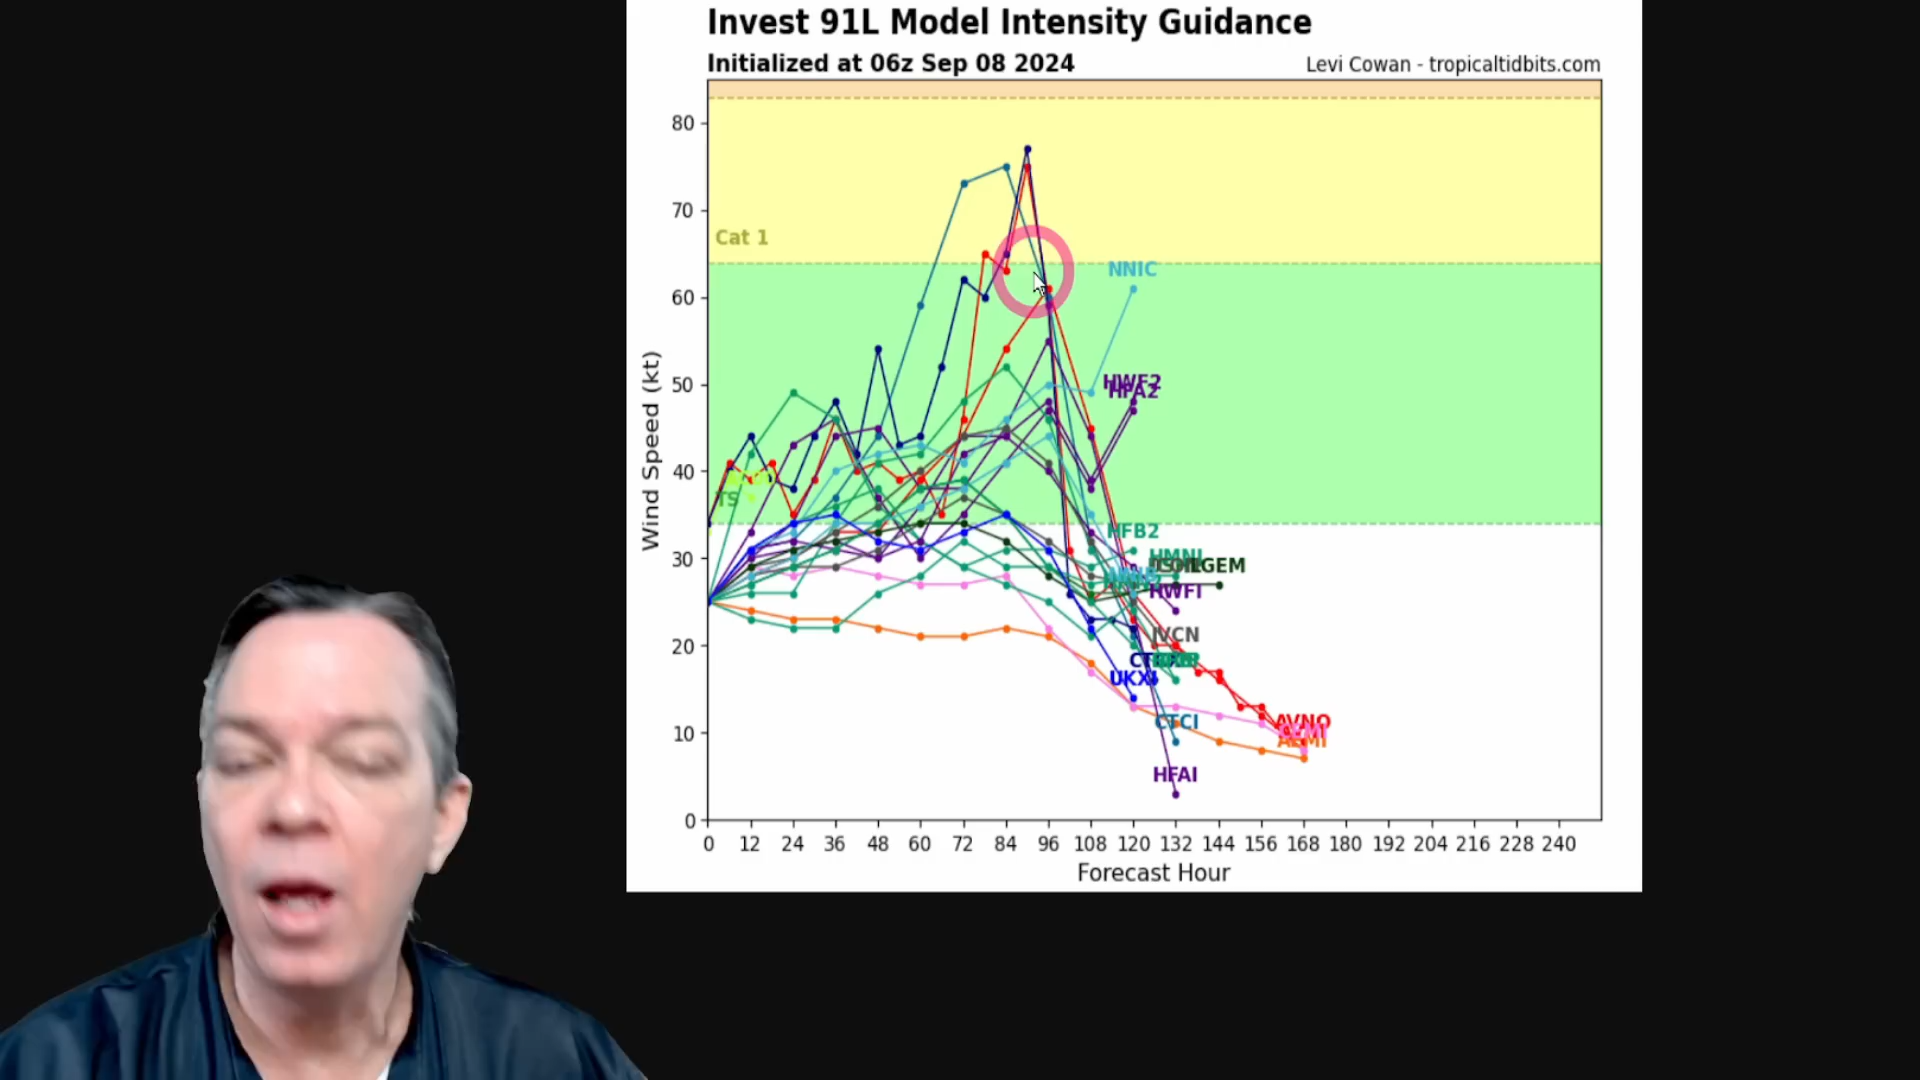 Invest 91L Model Intensity Guidance
Initialized at 06z Sep 08 2024
Levi Cowan - tropicaltidbits.com
80
70
Cat 1
NNIC
60
Wind Speed (kt)
50
HWF2
HFA2
40
TS
HFB2
30
HMNI
LGEM
HWFI
20
IVCN
UKXI
CTCI
AVNO
10
AEMI
HFAI
0
0 12 24 36 48 60 72 84 96 108 120 132 144 156 168 180 192 204 216 228 240
Forecast Hour